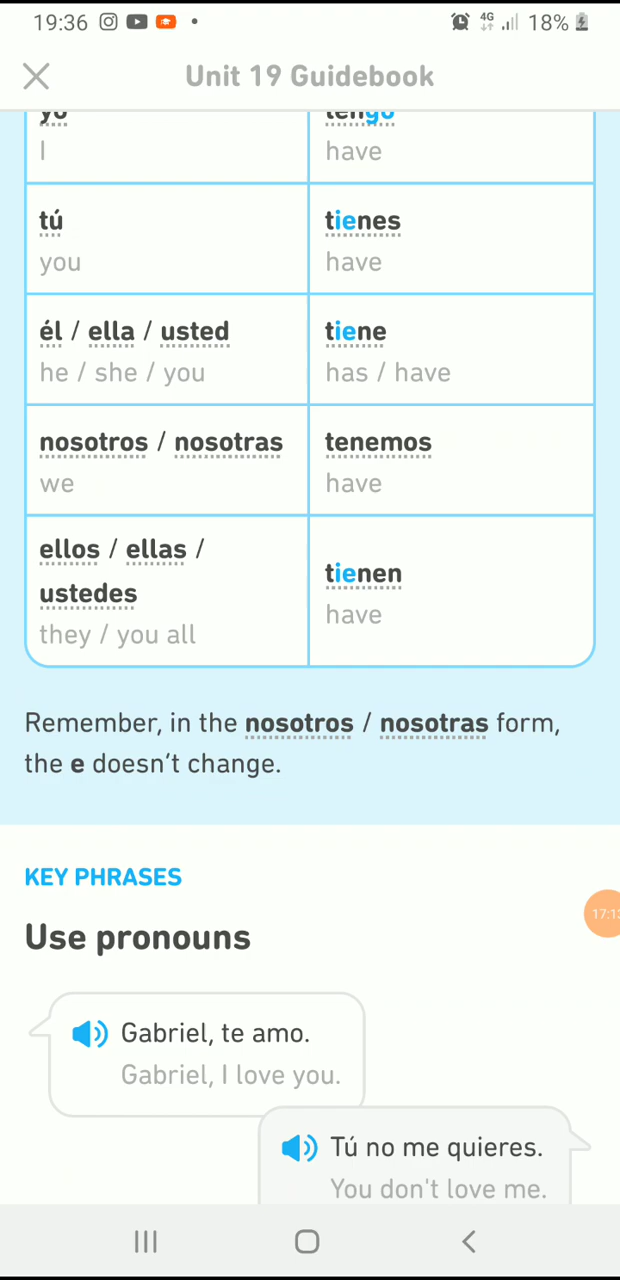 19:36 4G 18%
Unit 19 Guidebook
yo tengo
I have
tú tienes
you have
él / ella / usted tiene
he / she / you has / have
nosotros / nosotras tenemos
we have
ellos / ellas /
ustedes tienen
they / you all have
Remember, in the nosotros / nosotras form,
the e doesn't change.
KEY PHRASES
Use pronouns
Gabriel, te amo.
Gabriel, I love you.
Tú no me quieres.
You don't love me.